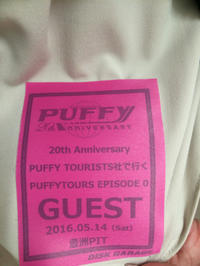 PUFFY
20th ANNIVERSARY
20th Anniversary
PUFFY TOURISTS社で行く
PUFFYTOURS EPISODE 0
GUEST
2016.05.14 (Sat)
豊洲PIT
DISK GARAGE